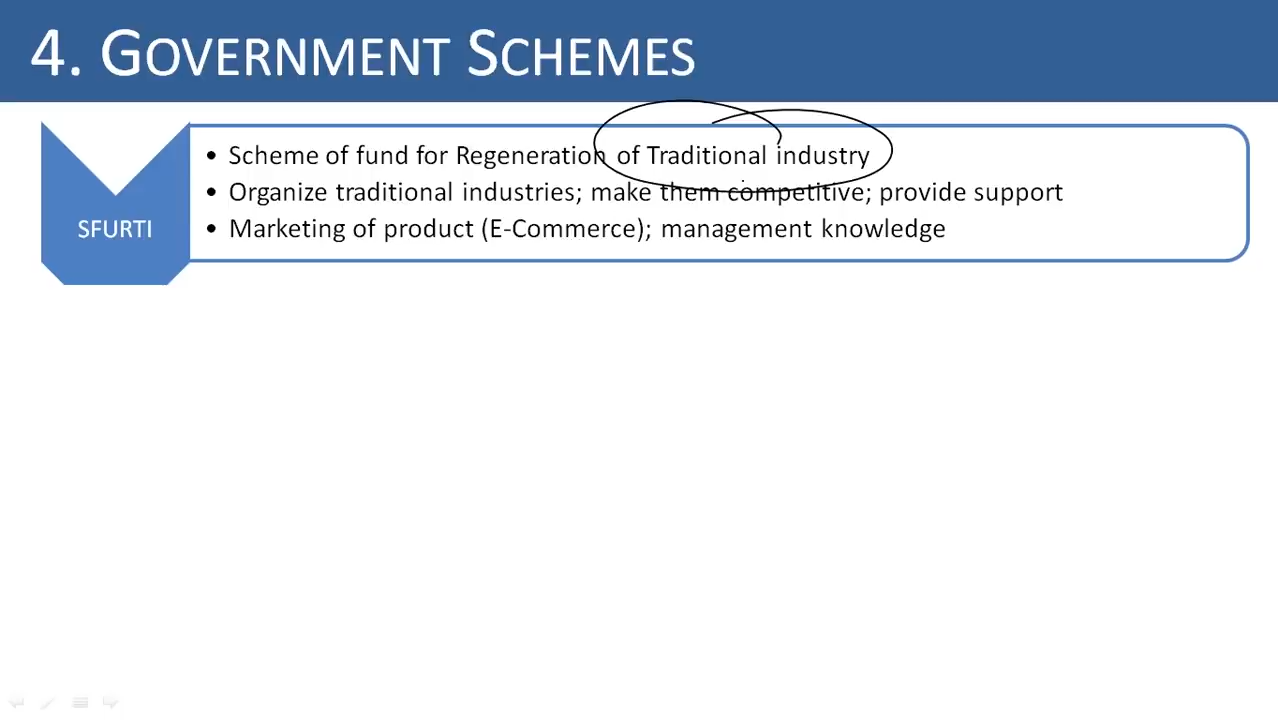 4. GOVERNMENT SCHEMES
SFURTI
• Scheme of fund for Regeneration of Traditional industry
• Organize traditional industries; make them competitive; provide support
• Marketing of product (E-Commerce); management knowledge